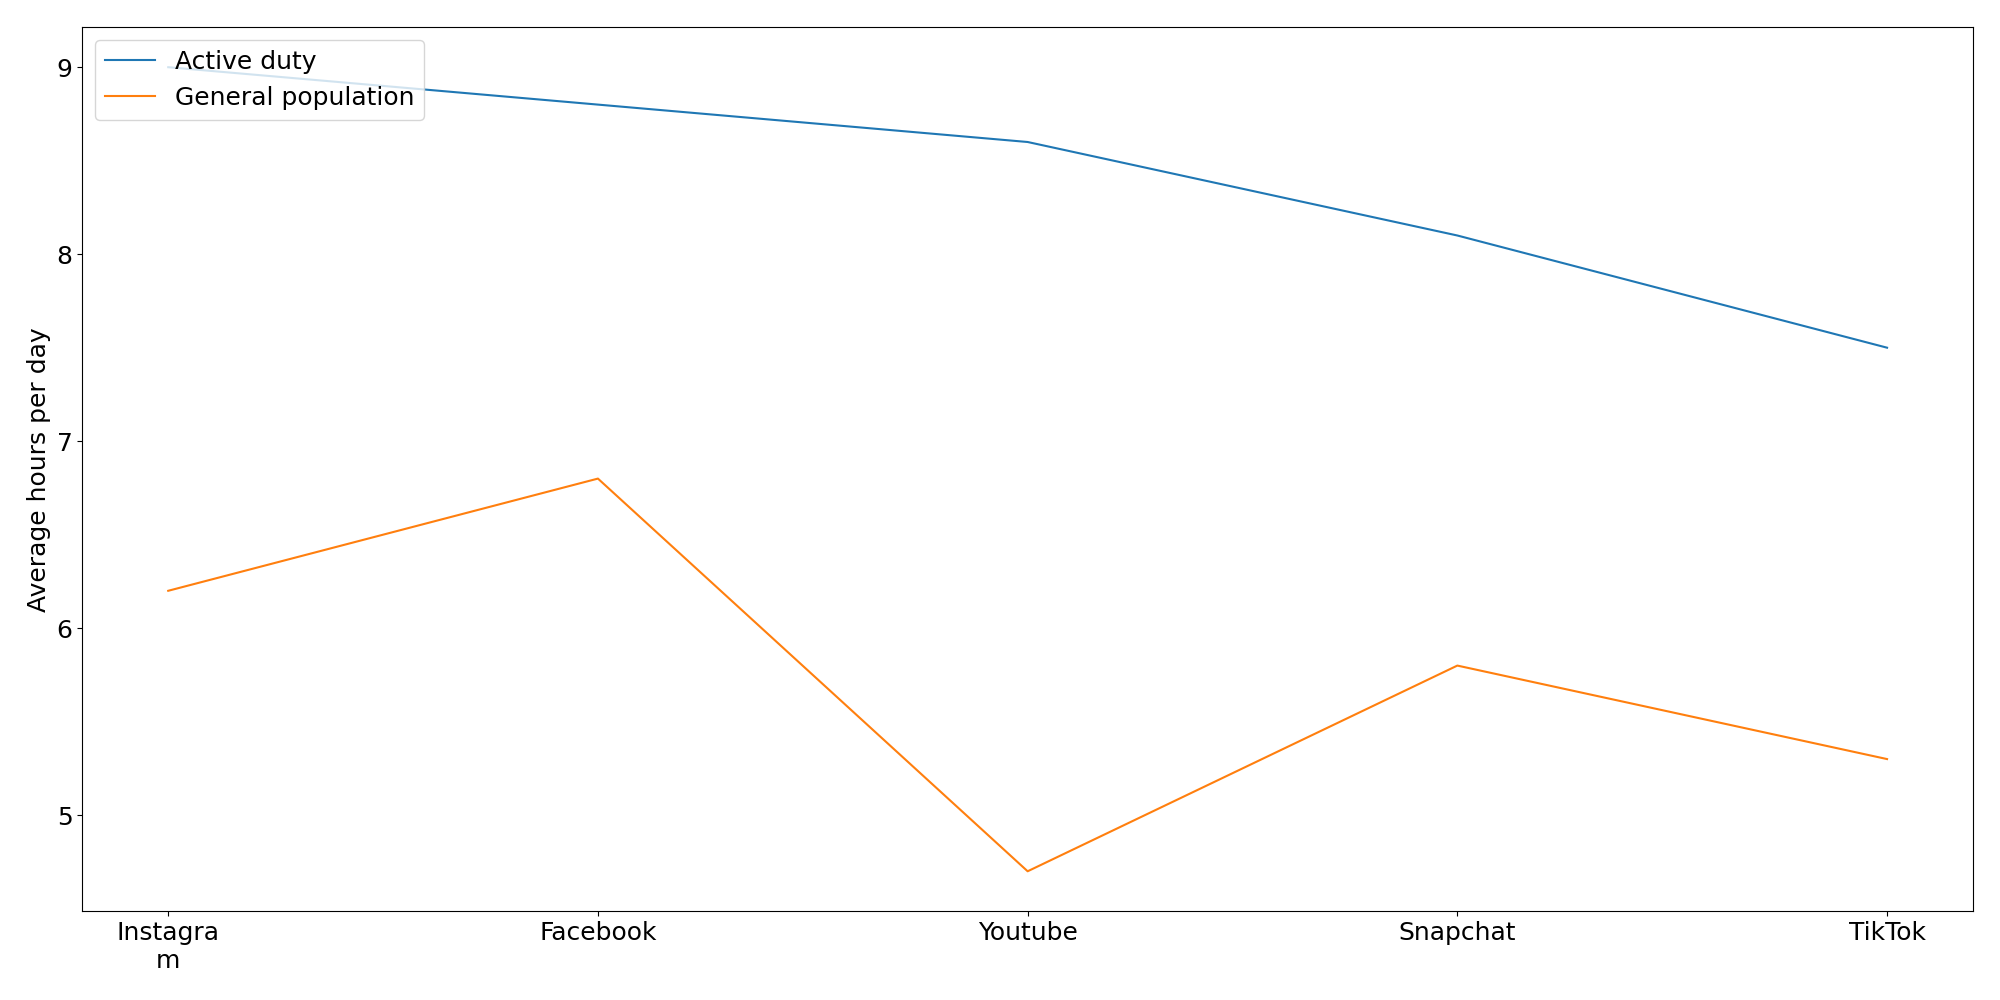 Active duty
General population
Average hours per day
9
8
7
6
5
Instagra
m
Facebook
Youtube
Snapchat
TikTok